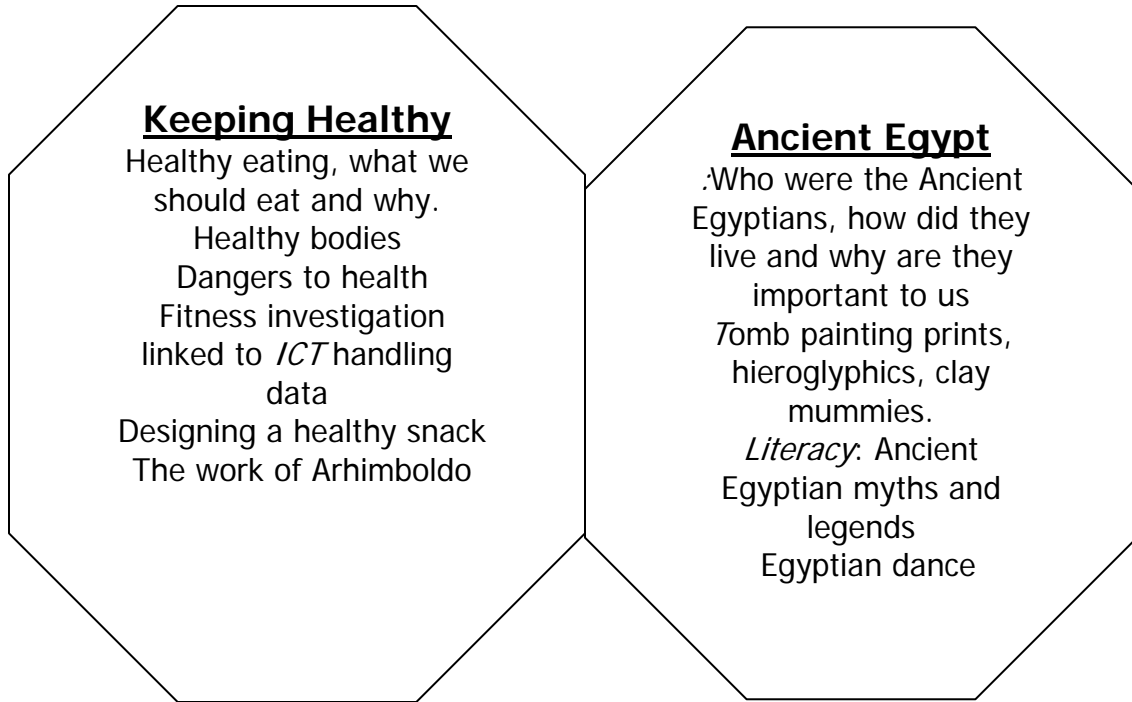 Keeping Healthy
Healthy eating, what we
should eat and why.
Healthy bodies
Dangers to health
Fitness investigation
linked to ICT handling
data
Designing a healthy snack
The work of Arhimboldo
Ancient Egypt
:Who were the Ancient
Egyptians, how did they
live and why are they
important to us
Tomb painting prints,
hieroglyphics, clay
mummies.
Literacy: Ancient
Egyptian myths and
legends
Egyptian dance